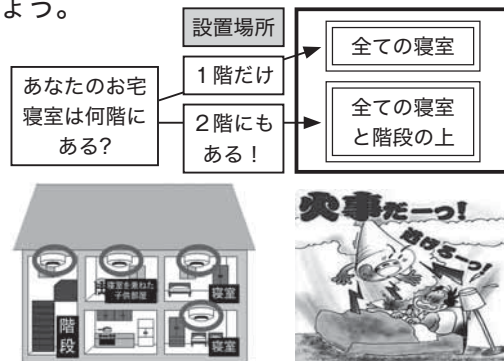 ょう。
設置場所
あなたのお宅
寝室は何階に
ある?
1階だけ
2階にも
ある!
全ての寝室
全ての寝室
と階段の上
寝室を兼ねた
子供部屋
寝室
階段
寝室
火事だーっ!
逃げろーっ!